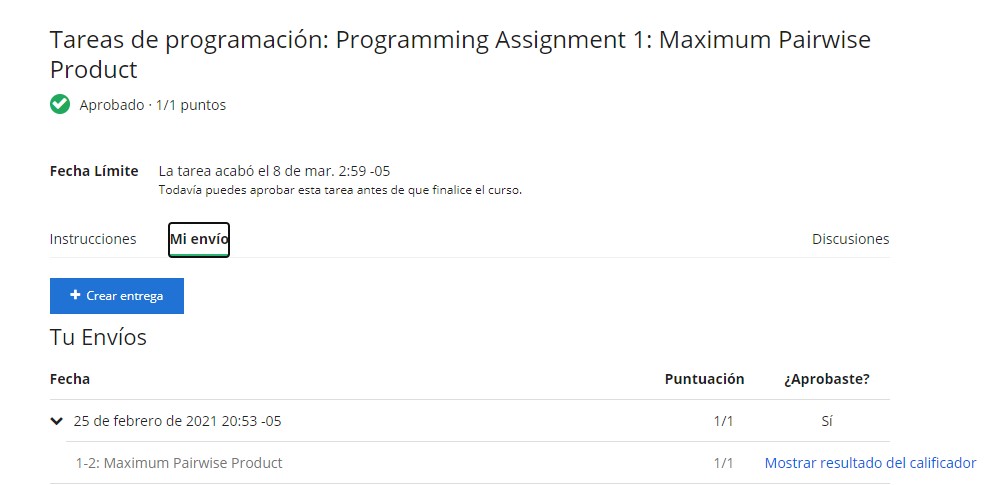 Tareas de programación: Programming Assignment 1: Maximum Pairwise
Product
Aprobado · 1/1 puntos
Fecha Límite La tarea acabó el 8 de mar. 2:59 -05
Todavía puedes aprobar esta tarea antes de que finalice el curso.
Instrucciones Mi envío Discusiones
+ Crear entrega
Tu Envíos
Fecha Puntuación ¿Aprobaste?
25 de febrero de 2021 20:53 -05 1/1 Sí
1-2: Maximum Pairwise Product 1/1 Mostrar resultado del calificador